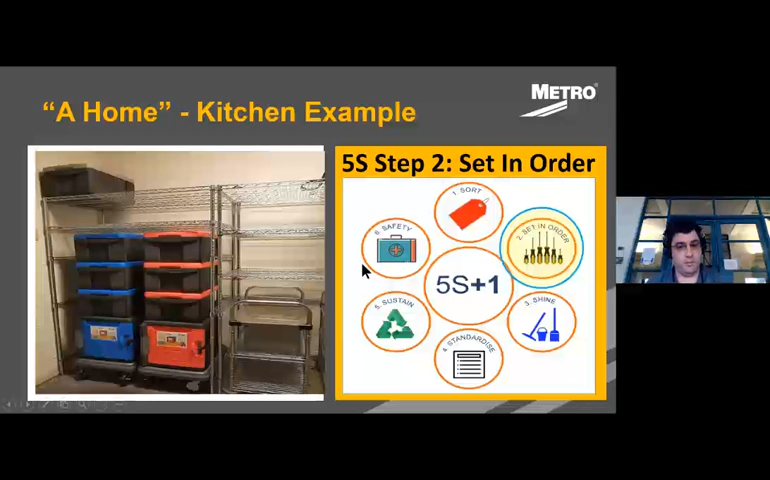 “A Home” - Kitchen Example
METRO
5S Step 2: Set In Order
1. SORT
2. SET IN ORDER
3. SHINE
4. STANDARDISE
5. SUSTAIN
6. SAFETY
5S+1